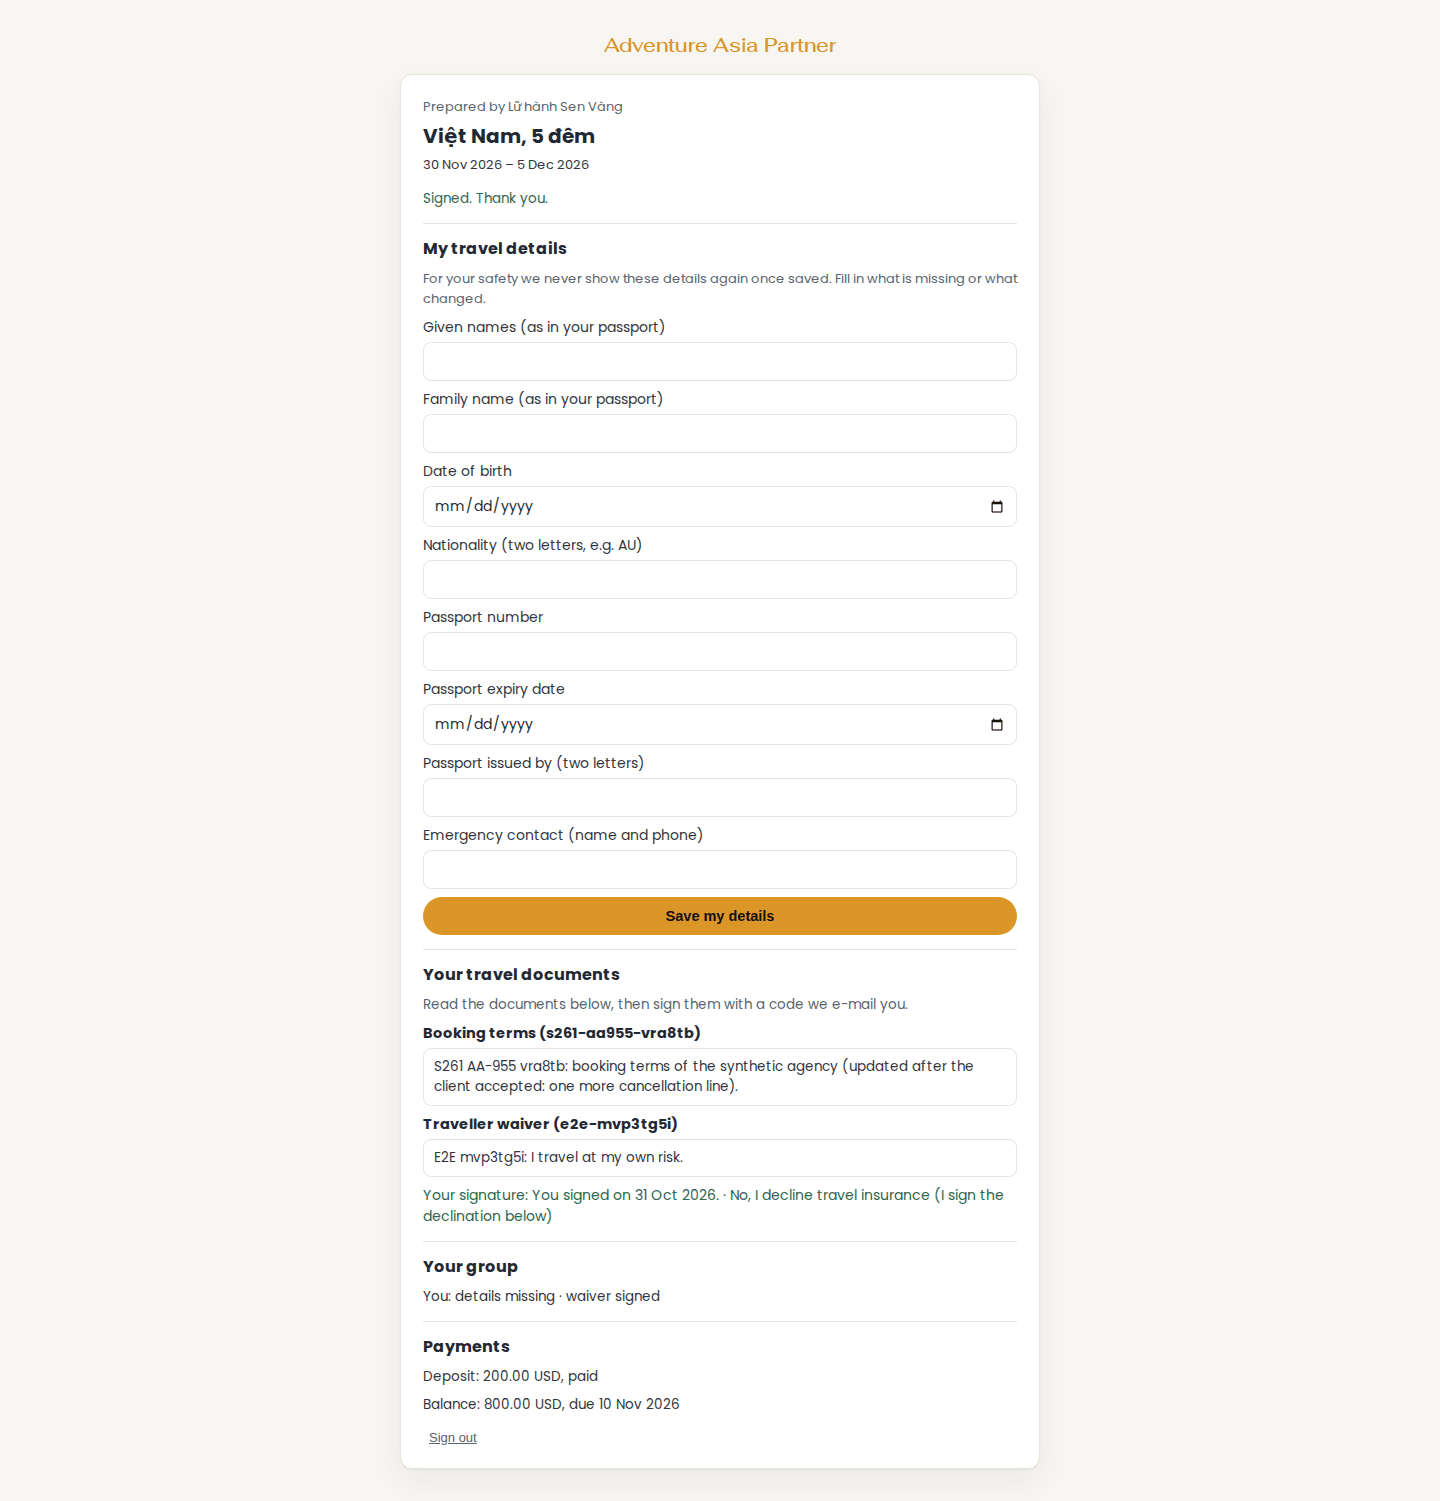 Adventure Asia Partner
Prepared by Lữ hành Sen Vàng
Việt Nam, 5 đêm
30 Nov 2026 – 5 Dec 2026
Signed. Thank you.
My travel details
For your safety we never show these details again once saved. Fill in what is missing or what
changed.
Given names (as in your passport)
Family name (as in your passport)
Date of birth
mm/dd/yyyy
Nationality (two letters, e.g. AU)
Passport number
Passport expiry date
mm/dd/yyyy
Passport issued by (two letters)
Emergency contact (name and phone)
Save my details
Your travel documents
Read the documents below, then sign them with a code we e-mail you.
Booking terms (s261-aa955-vra8tb)
S261 AA-955 vra8tb: booking terms of the synthetic agency (updated after the
client accepted: one more cancellation line).
Traveller waiver (e2e-mvp3tg5i)
E2E mvp3tg5i: I travel at my own risk.
Your signature: You signed on 31 Oct 2026. · No, I decline travel insurance (I sign the
declination below)
Your group
You: details missing · waiver signed
Payments
Deposit: 200.00 USD, paid
Balance: 800.00 USD, due 10 Nov 2026
Sign out